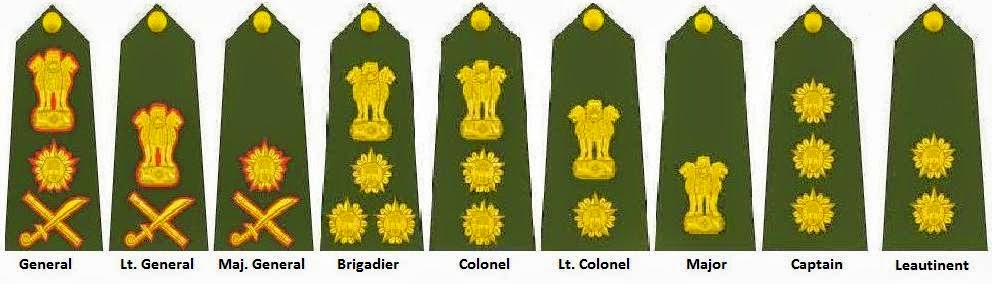 General Lt. General Maj. General Brigadier Colonel Lt. Colonel Major Captain Leautinent